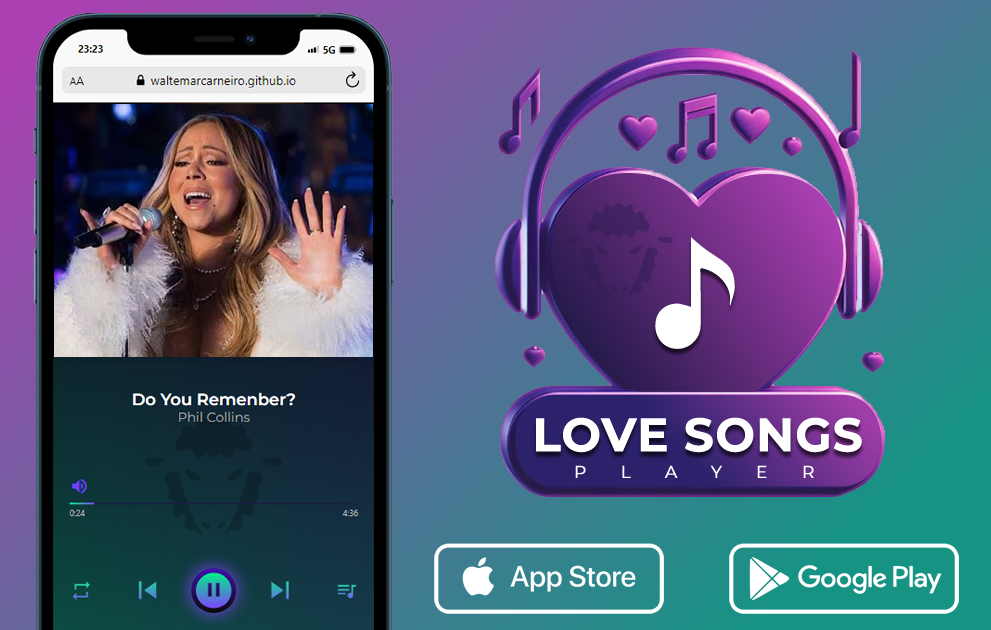 23:23
5G
AA
waltemarcarneiro.github.io
Do You Remenber?
Phil Collins
0:24
4:36
LOVE SONGS
PLAYER
App Store
Google Play